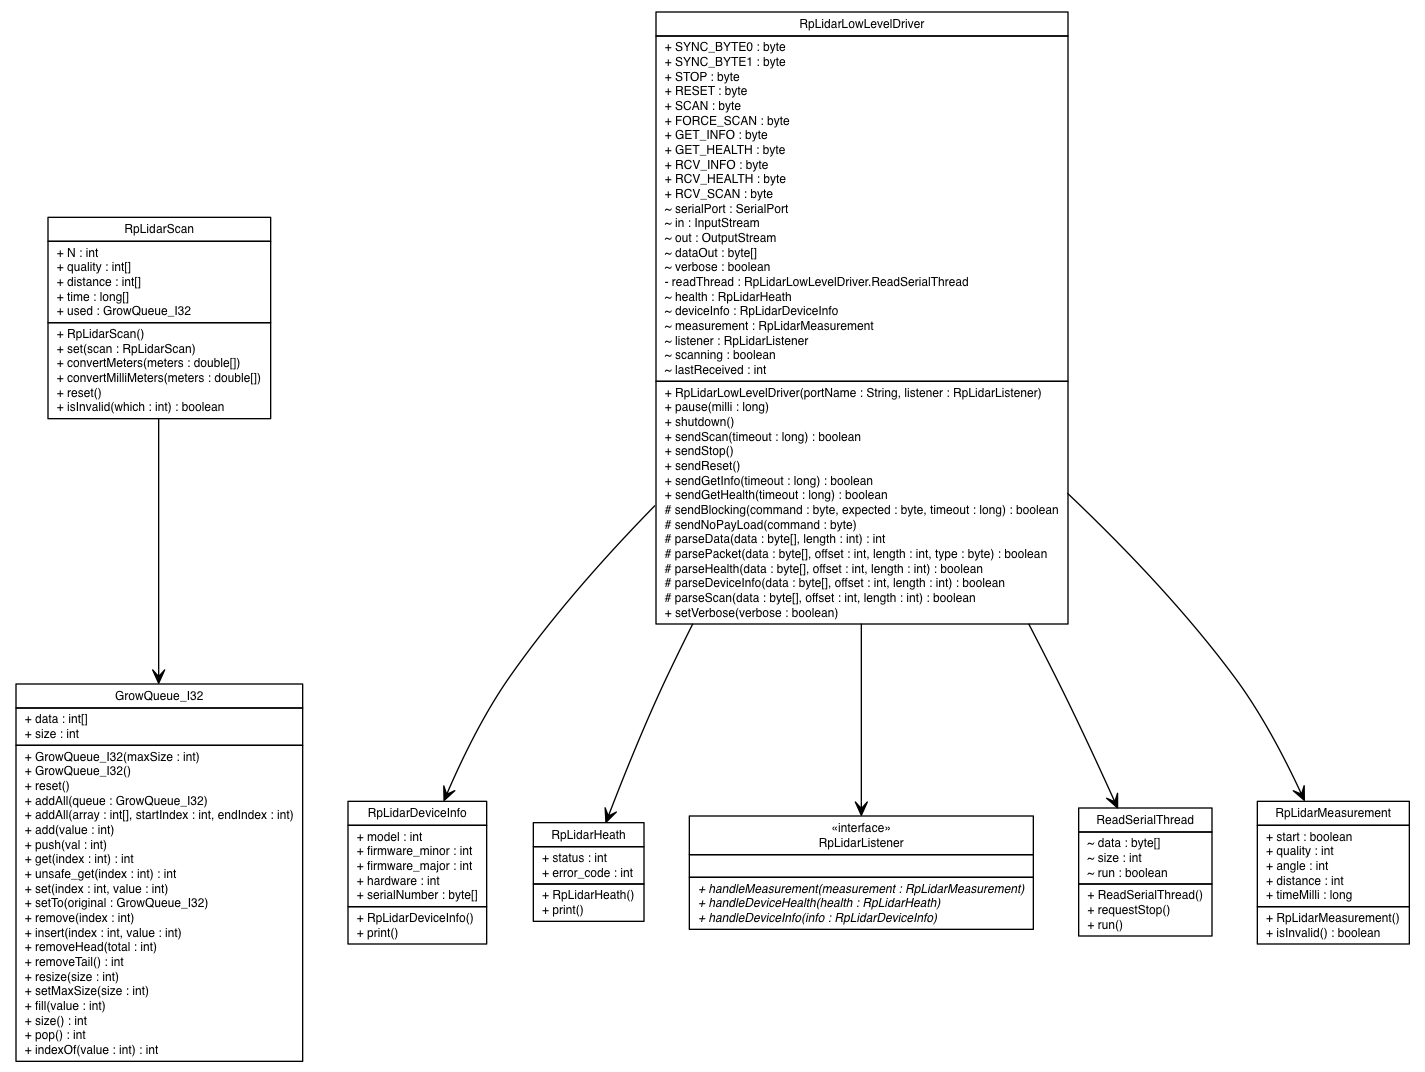 RpLidarLowLevelDriver
+ SYNC_BYTE0 : byte
+ SYNC_BYTE1 : byte
+ STOP : byte
+ RESET : byte
+ SCAN : byte
+ FORCE_SCAN : byte
+ GET_INFO : byte
+ GET_HEALTH : byte
+ RCV_INFO : byte
+ RCV_HEALTH : byte
+ RCV_SCAN : byte
~ serialPort : SerialPort
~ in : InputStream
~ out : OutputStream
~ dataOut : byte[]
~ verbose : boolean
- readThread : RpLidarLowLevelDriver.ReadSerialThread
~ health : RpLidarHeath
~ deviceInfo : RpLidarDeviceInfo
~ measurement : RpLidarMeasurement
~ listener : RpLidarListener
~ scanning : boolean
~ lastReceived : int
+ RpLidarLowLevelDriver(portName : String, listener : RpLidarListener)
+ pause(milli : long)
+ shutdown()
+ sendScan(timeout : long) : boolean
+ sendStop()
+ sendReset()
+ sendGetInfo(timeout : long) : boolean
+ sendGetHealth(timeout : long) : boolean
# sendBlocking(command : byte, expected : byte, timeout : long) : boolean
# sendNoPayLoad(command : byte)
# parseData(data : byte[], length : int) : int
# parsePacket(data : byte[], offset : int, length : int, type : byte) : boolean
# parseHealth(data : byte[], offset : int, length : int) : boolean
# parseDeviceInfo(data : byte[], offset : int, length : int) : boolean
# parseScan(data : byte[], offset : int, length : int) : boolean
+ setVerbose(verbose : boolean)
RpLidarScan
+ N : int
+ quality : int[]
+ distance : int[]
+ time : long[]
+ used : GrowQueue_I32
+ RpLidarScan()
+ set(scan : RpLidarScan)
+ convertMeters(meters : double[])
+ convertMilliMeters(meters : double[])
+ reset()
+ isInvalid(which : int) : boolean
GrowQueue_I32
+ data : int[]
+ size : int
+ GrowQueue_I32(maxSize : int)
+ GrowQueue_I32()
+ reset()
+ addAll(queue : GrowQueue_I32)
+ addAll(array : int[], startIndex : int, endIndex : int)
+ add(value : int)
+ push(val : int)
+ get(index : int) : int
+ unsafe_get(index : int) : int
+ set(index : int, value : int)
+ setTo(original : GrowQueue_I32)
+ remove(index : int)
+ insert(index : int, value : int)
+ removeHead(total : int)
+ removeTail() : int
+ resize(size : int)
+ setMaxSize(size : int)
+ fill(value : int)
+ size() : int
+ pop() : int
+ indexOf(value : int) : int
RpLidarDeviceInfo
+ model : int
+ firmware_minor : int
+ firmware_major : int
+ hardware : int
+ serialNumber : byte[]
+ RpLidarDeviceInfo()
+ print()
RpLidarHeath
+ status : int
+ error_code : int
+ RpLidarHeath()
+ print()
«interface»
RpLidarListener
+ handleMeasurement(measurement : RpLidarMeasurement)
+ handleDeviceHealth(health : RpLidarHeath)
+ handleDeviceInfo(info : RpLidarDeviceInfo)
ReadSerialThread
~ data : byte[]
~ size : int
~ run : boolean
+ ReadSerialThread()
+ requestStop()
+ run()
RpLidarMeasurement
+ start : boolean
+ quality : int
+ angle : int
+ distance : int
+ timeMilli : long
+ RpLidarMeasurement()
+ isInvalid() : boolean